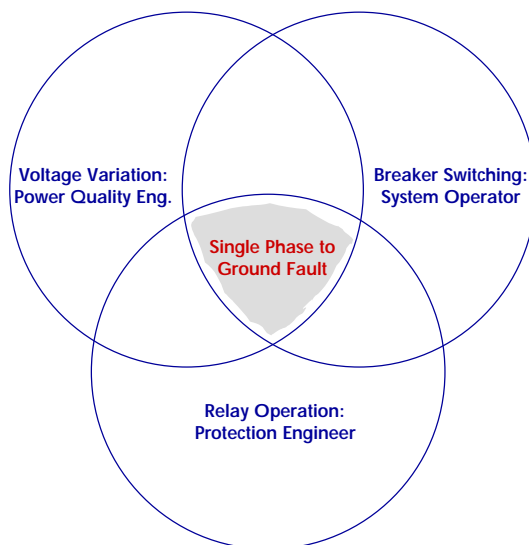 Voltage Variation:
Power Quality Eng.
Breaker Switching:
System Operator
Single Phase to
Ground Fault
Relay Operation:
Protection Engineer